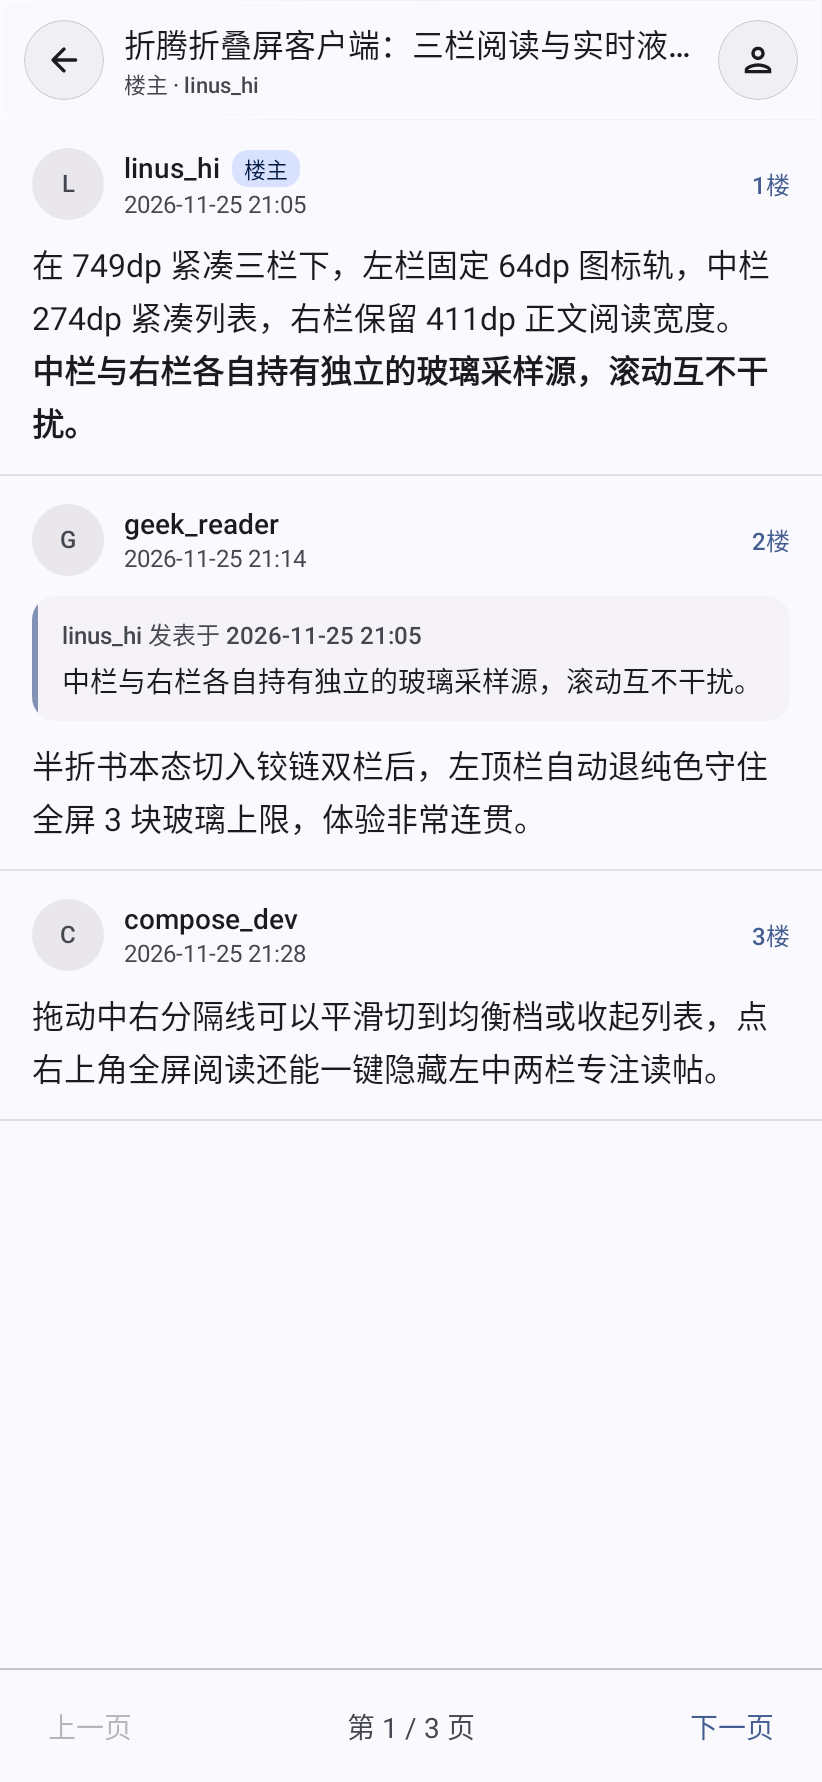 折腾折叠屏客户端：三栏阅读与实时液…
楼主 · linus_hi
L
linus_hi 楼主
2026-11-25 21:05
1楼
在 749dp 紧凑三栏下，左栏固定 64dp 图标轨，中栏
274dp 紧凑列表，右栏保留 411dp 正文阅读宽度。
中栏与右栏各自持有独立的玻璃采样源，滚动互不干
扰。
G
geek_reader
2026-11-25 21:14
2楼
linus_hi 发表于 2026-11-25 21:05
中栏与右栏各自持有独立的玻璃采样源，滚动互不干扰。
半折书本态切入铰链双栏后，左顶栏自动退纯色守住
全屏 3 块玻璃上限，体验非常连贯。
C
compose_dev
2026-11-25 21:28
3楼
拖动中右分隔线可以平滑切到均衡档或收起列表，点
右上角全屏阅读还能一键隐藏左中两栏专注读帖。
上一页
第 1 / 3 页
下一页